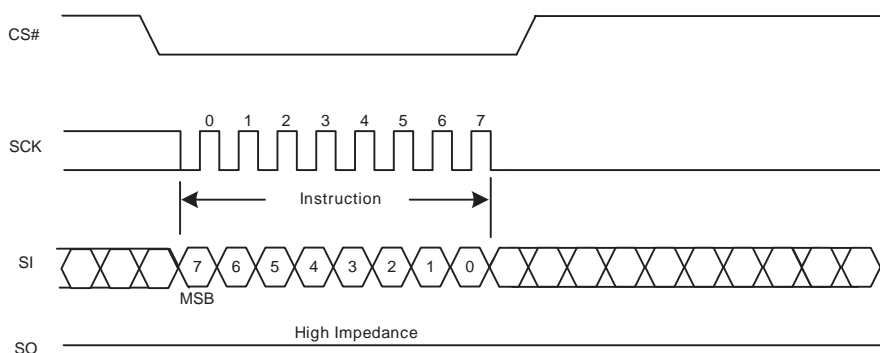 CS#
0 1 2 3 4 5 6 7
SCK
Instruction
SI
7 6 5 4 3 2 1 0
MSB
High Impedance
SO